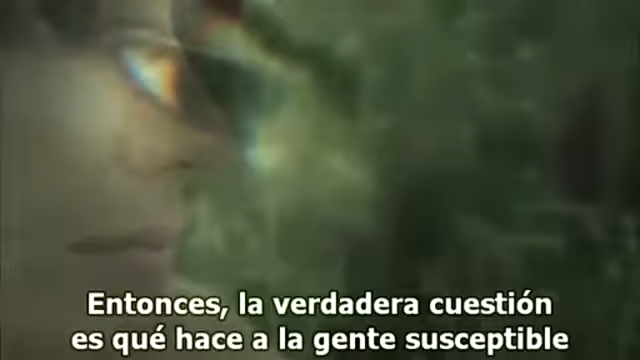 Entonces, la verdadera cuestión
es qué hace a la gente susceptible